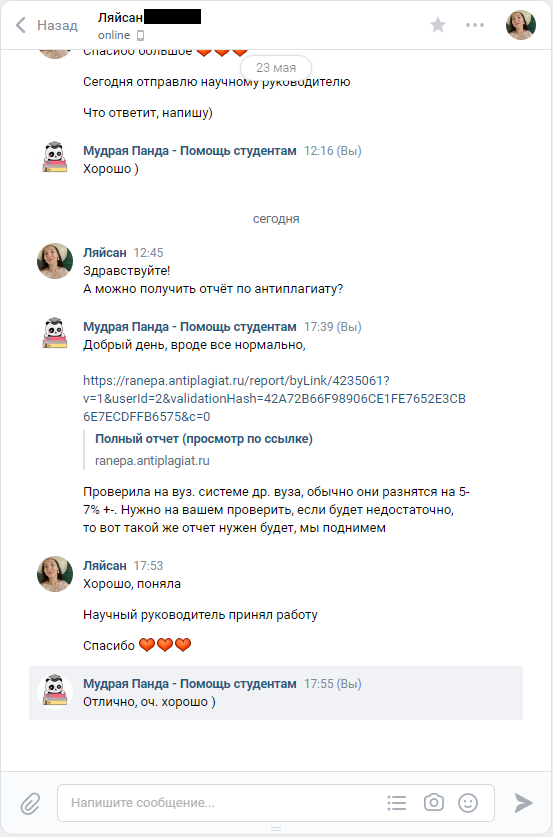 Назад
Ляйсан
online
Спасибо большое
23 мая
Сегодня отправлю научному руководителю
Что ответит, напишу)
Мудрая Панда - Помощь студентам 12:16 (Вы)
Хорошо )
сегодня
Ляйсан 12:45
Здравствуйте!
А можно получить отчёт по антиплагиату?
Мудрая Панда - Помощь студентам 17:39 (Вы)
Добрый день, вроде все нормально,
https://ranepa.antiplagiat.ru/report/byLink/4235061?
v=1&userId=2&validationHash=42A72B66F98906CE1FE7652E3CB
6E7ECDFFB6575&c=0
Полный отчет (просмотр по ссылке)
ranepa.antiplagiat.ru
Проверила на вуз. системе др. вуза, обычно они разнятся на 5-
7% +-. Нужно на вашем проверить, если будет недостаточно,
то вот такой же отчет нужен будет, мы поднимем
Ляйсан 17:53
Хорошо, поняла
Научный руководитель принял работу
Спасибо
Мудрая Панда - Помощь студентам 17:55 (Вы)
Отлично, оч. хорошо )
Напишите сообщение...